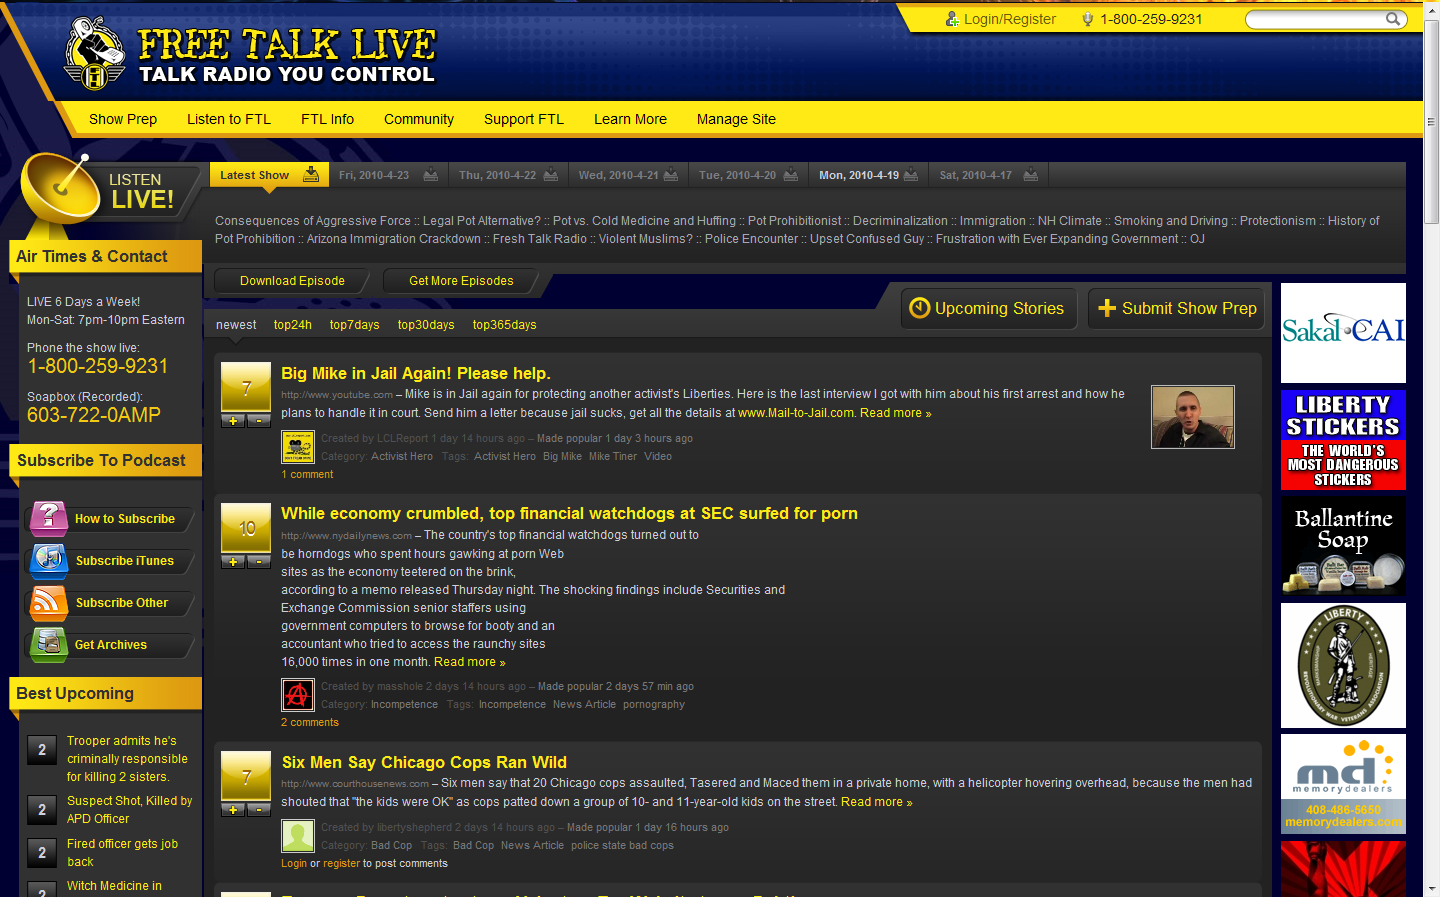 Login/Register
1-800-259-9231
FREE TALK LIVE
TALK RADIO YOU CONTROL
Show Prep
Listen to FTL
FTL Info
Community
Support FTL
Learn More
Manage Site
LISTEN
LIVE!
Latest Show
Fri, 2010-4-23
Thu, 2010-4-22
Wed, 2010-4-21
Tue, 2010-4-20
Mon, 2010-4-19
Sat, 2010-4-17
Consequences of Aggressive Force :: Legal Pot Alternative? :: Pot vs. Cold Medicine and Huffing :: Pot Prohibitionist :: Decriminalization :: Immigration :: NH Climate :: Smoking and Driving :: Protectionism :: History of
Pot Prohibition :: Arizona Immigration Crackdown :: Fresh Talk Radio :: Violent Muslims? :: Police Encounter :: Upset Confused Guy :: Frustration with Ever Expanding Government :: OJ
Download Episode
Get More Episodes
Air Times & Contact
LIVE 6 Days a Week!
Mon-Sat: 7pm-10pm Eastern
Phone the show live:
1-800-259-9231
Soapbox (Recorded):
603-722-0AMP
Subscribe To Podcast
How to Subscribe
Subscribe iTunes
Subscribe Other
Get Archives
Best Upcoming
2
Trooper admits he's
criminally responsible
for killing 2 sisters.
2
Suspect Shot, Killed by
APD Officer
2
Fired officer gets job
back
2
Witch Medicine in
newest
top24h
top7days
top30days
top365days
Upcoming Stories
Submit Show Prep
7
+ -
Big Mike in Jail Again! Please help.
http://www.youtube.com – Mike is in Jail again for protecting another activist's Liberties. Here is the last interview I got with him about his first arrest and how he
plans to handle it in court. Send him a letter because jail sucks, get all the details at www.Mail-to-Jail.com. Read more »
Created by LCLReport 1 day 14 hours ago – Made popular 1 day 3 hours ago
Category: Activist Hero Tags: Activist Hero Big Mike Mike Tiner Video
1 comment
10
+ -
While economy crumbled, top financial watchdogs at SEC surfed for porn
http://www.nydailynews.com – The country's top financial watchdogs turned out to
be horndogs who spent hours gawking at porn Web
sites as the economy teetered on the brink,
according to a memo released Thursday night. The shocking findings include Securities and
Exchange Commission senior staffers using
government computers to browse for booty and an
accountant who tried to access the raunchy sites
16,000 times in one month. Read more »
Created by masshole 2 days 14 hours ago – Made popular 2 days 57 min ago
Category: Incompetence Tags: Incompetence News Article pornography
2 comments
7
+ -
Six Men Say Chicago Cops Ran Wild
http://www.courthousenews.com – Six men say that 20 Chicago cops assaulted, Tasered and Maced them in a private home, with a helicopter hovering overhead, because the men had
shouted that "the kids were OK" as cops patted down a group of 10- and 11-year-old kids on the street. Read more »
Created by libertyshepherd 2 days 14 hours ago – Made popular 1 day 16 hours ago
Category: Bad Cop Tags: Bad Cop News Article police state bad cops
Login or register to post comments
Sakal CAI
LIBERTY
STICKERS
THE WORLD'S
MOST DANGEROUS
STICKERS
Ballantine
Soap
LIBERTY
REVOLUTIONARY WAR VETERANS ASSOCIATION
md
memorydealers
408-486-5650
memorydealers.com